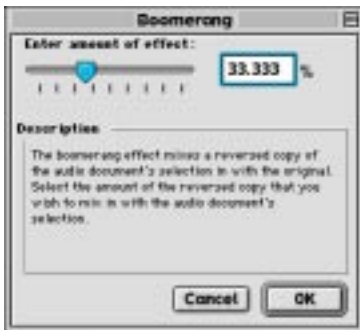 Boomerang
Enter amount of effect:
33.333 %
Description
The boomerang effect mixes a reversed copy of
the audio document's selection in with the original.
Select the amount of the reversed copy that you
wish to mix in with the audio document's
selection.
Cancel OK